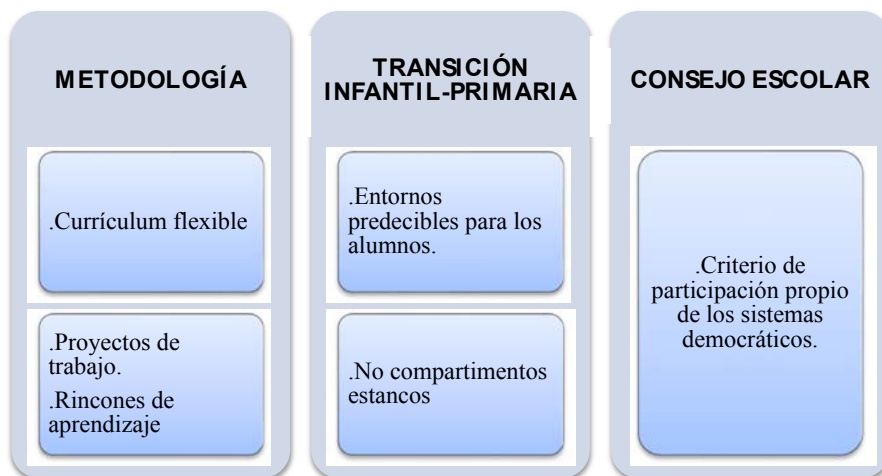 METODOLOGÍA
.Currículum flexible
.Proyectos de
trabajo.
.Rincones de
aprendizaje
TRANSICIÓN
INFANTIL-PRIMARIA
.Entornos
predecibles para los
alumnos.
.No compartimentos
estancos
CONSEJO ESCOLAR
.Criterio de
participación propio
de los sistemas
democráticos.